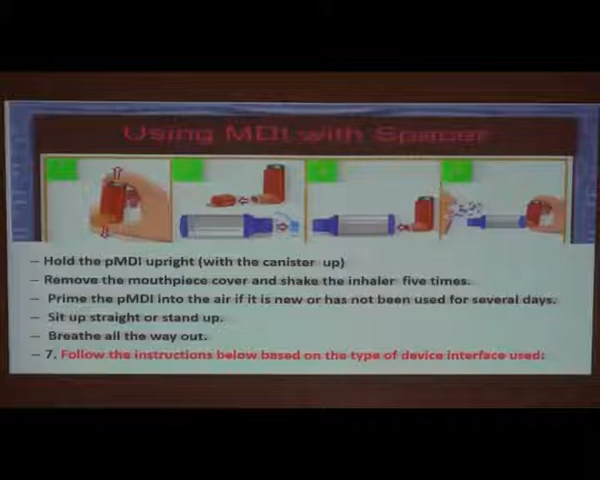 Using MDI with Spacer
– Hold the pMDI upright (with the canister up)
– Remove the mouthpiece cover and shake the inhaler five times.
– Prime the pMDI into the air if it is new or has not been used for several days.
– Sit up straight or stand up.
– Breathe all the way out.
– 7. Follow the instructions below based on the type of device interface used: